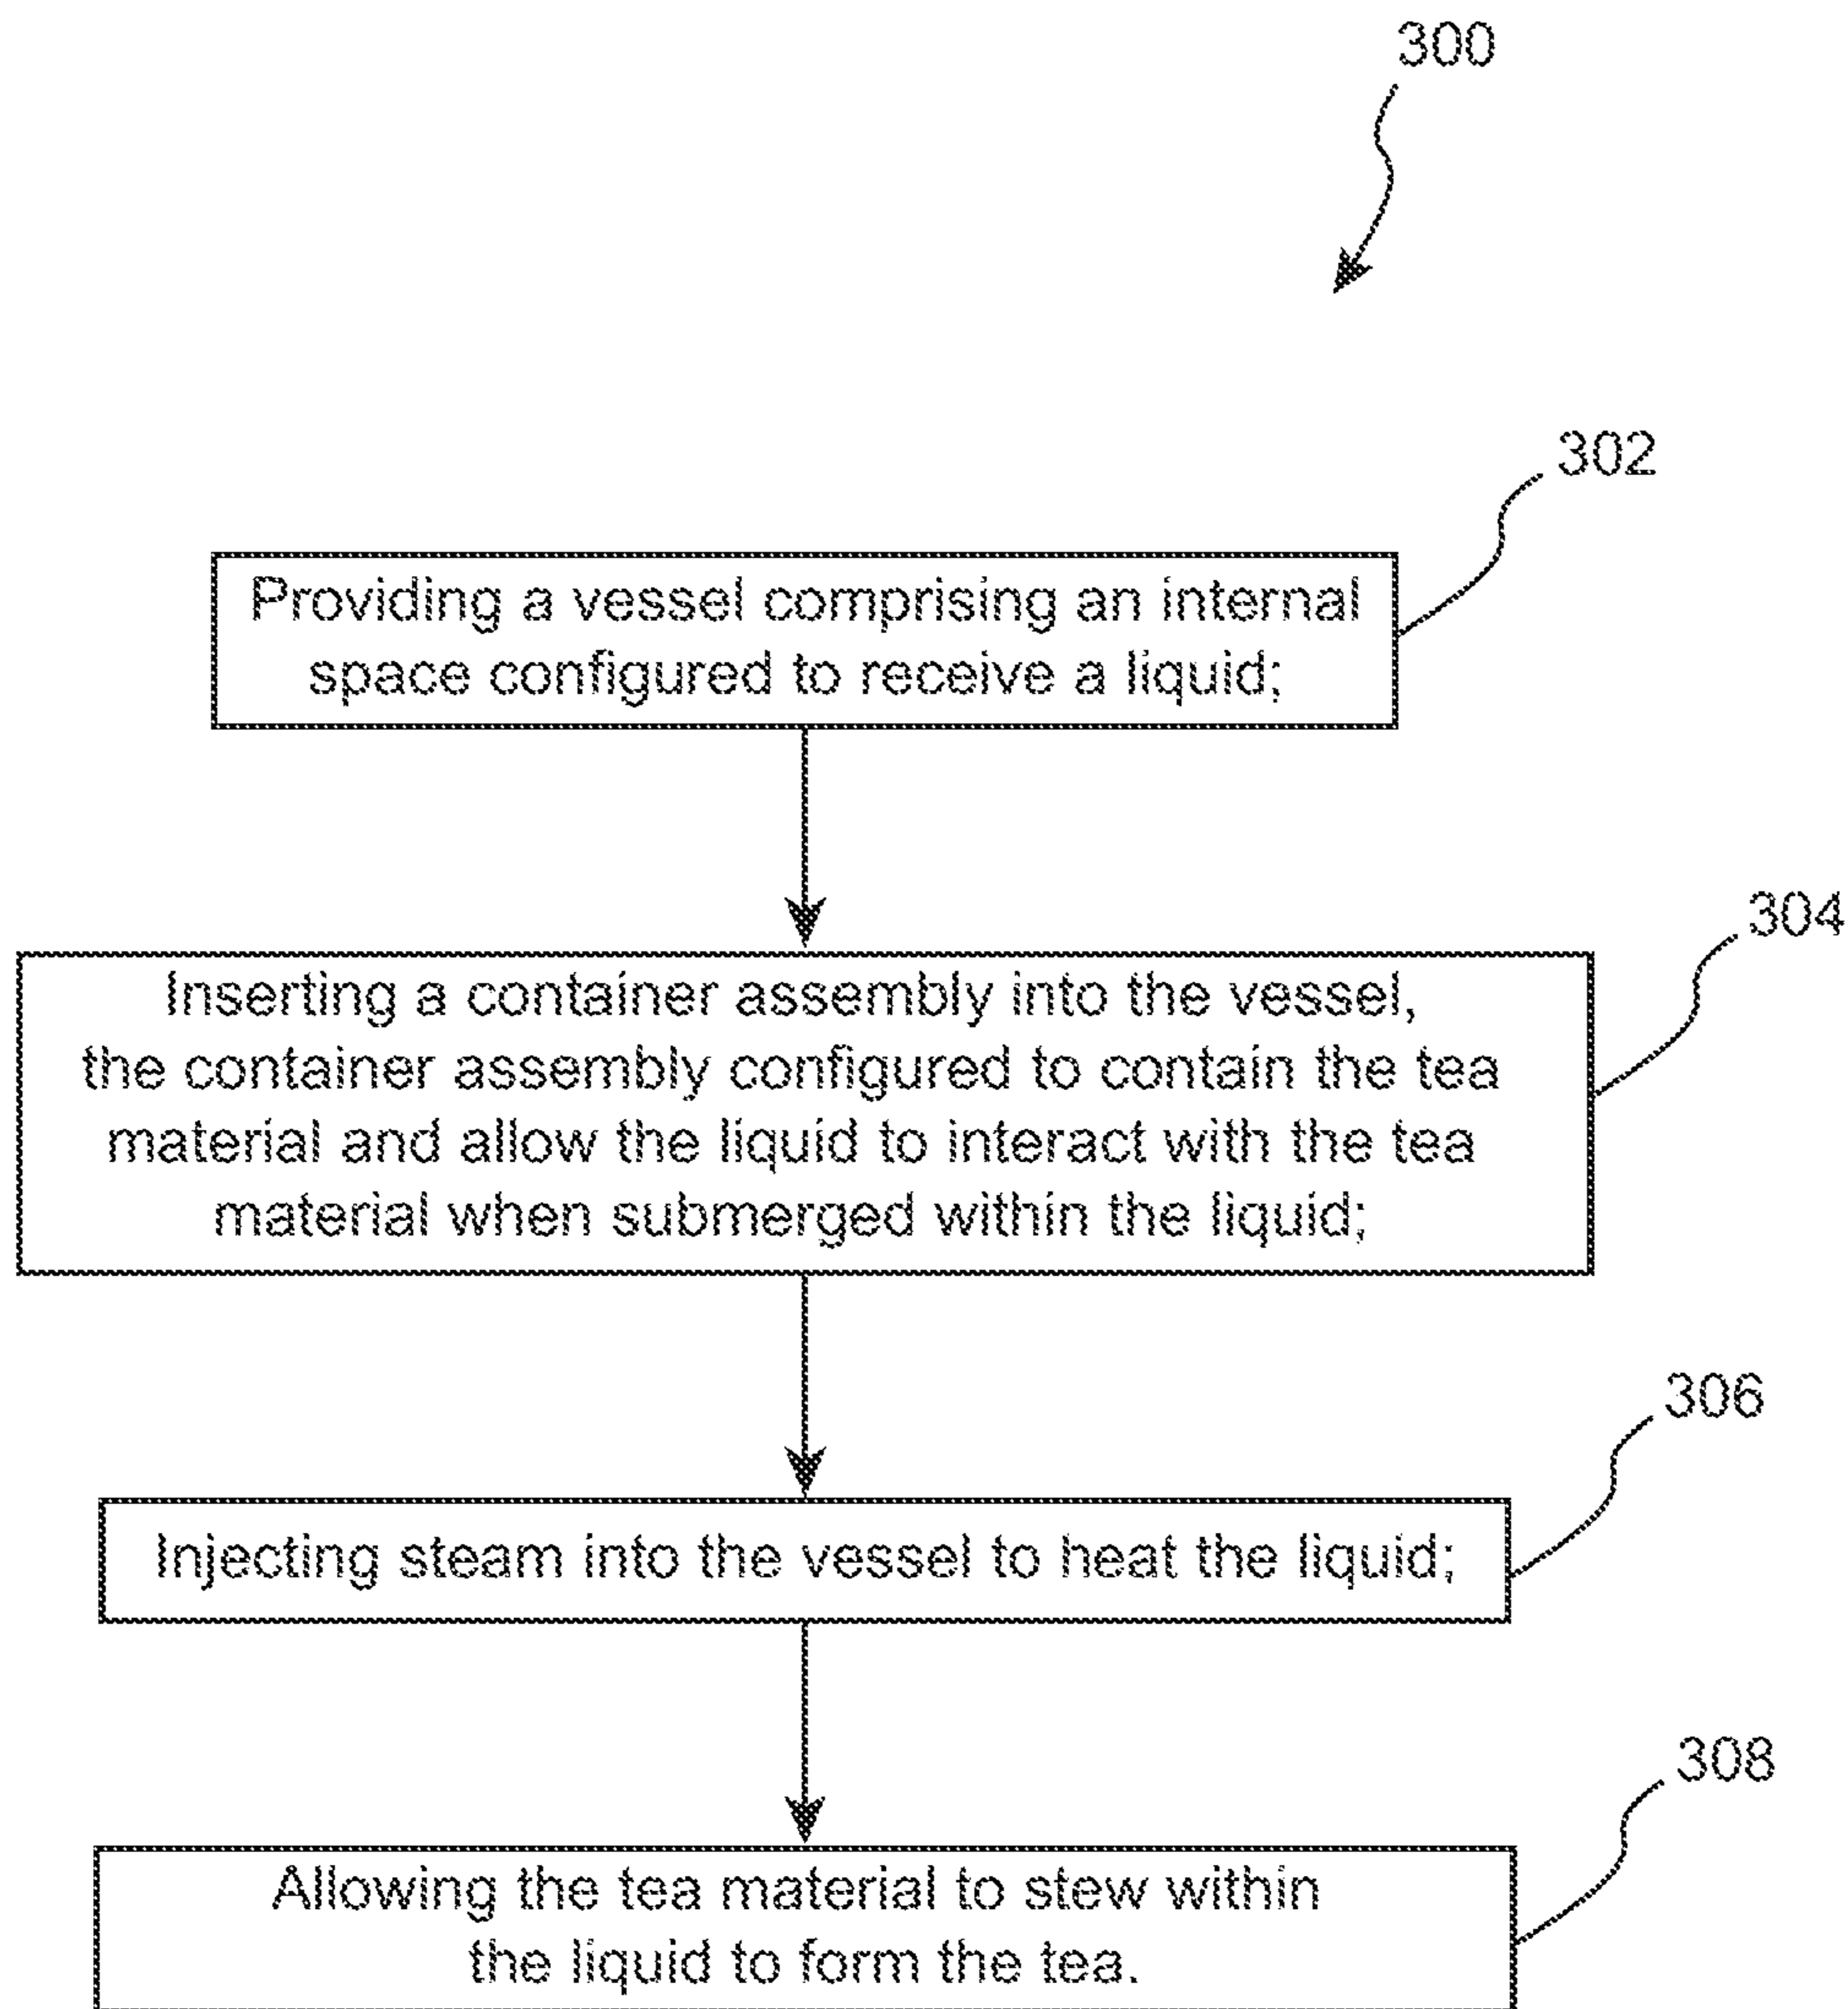 300
302
Providing a vessel comprising an internal
space configured to receive a liquid;
304
Inserting a container assembly into the vessel,
the container assembly configured to contain the tea
material and allow the liquid to interact with the tea
material when submerged within the liquid;
306
Injecting steam into the vessel to heat the liquid;
308
Allowing the tea material to stew within
the liquid to form the tea.